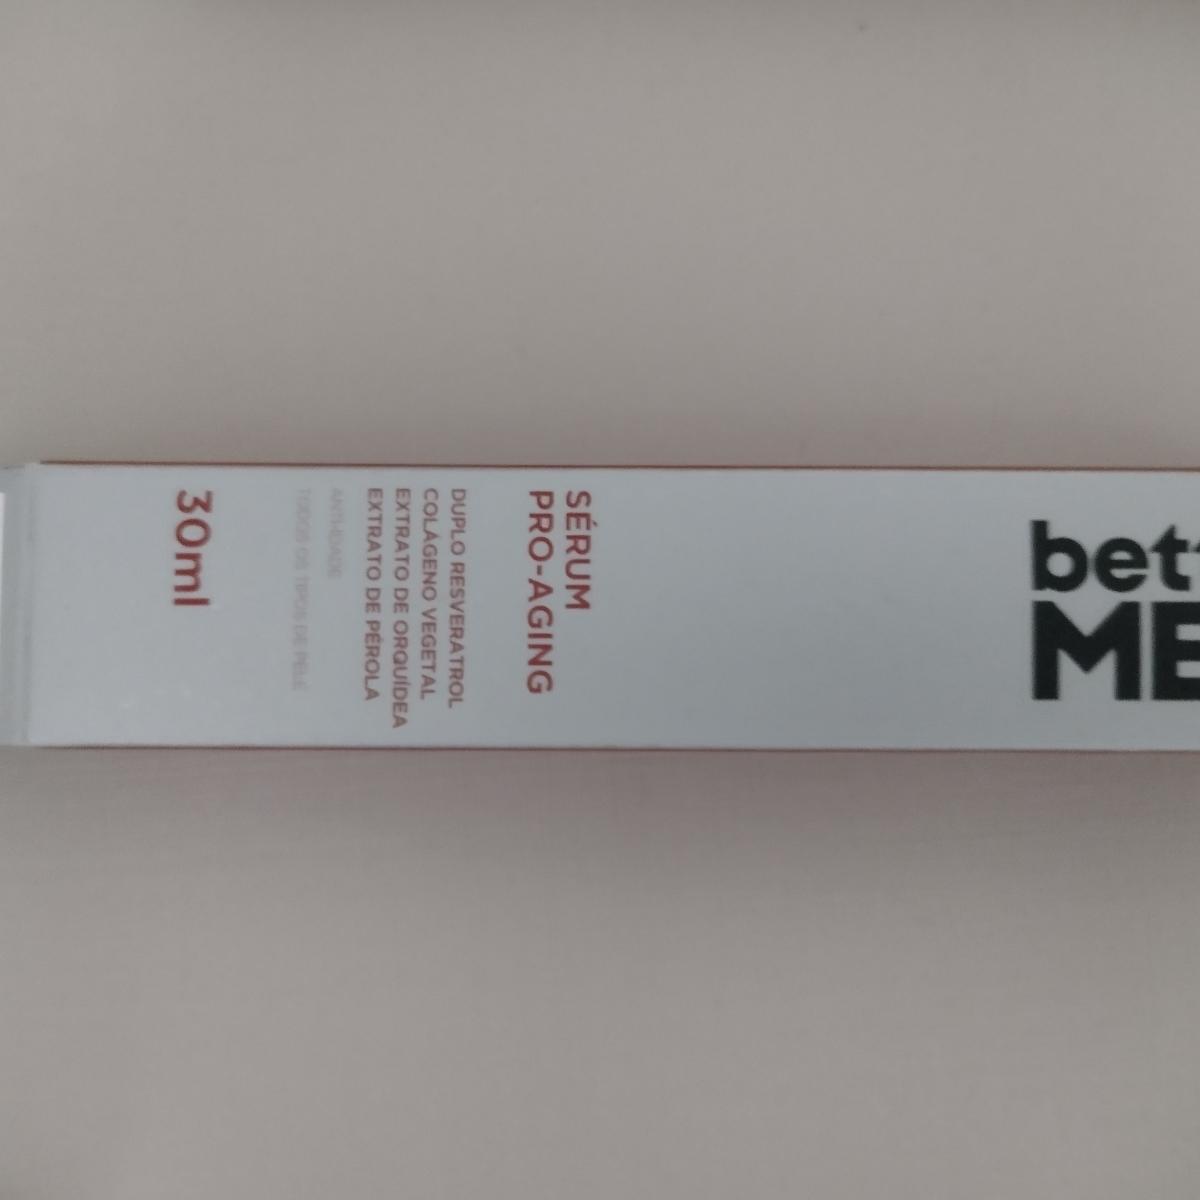 bett
ME
SÉRUM
PRO-AGING
DUPLO RESVERATROL
COLÁGENO VEGETAL
EXTRATO DE ORQUÍDEA
EXTRATO DE PÉROLA
ANTI-IDADE
TODOS OS TIPOS DE PELE
30ml